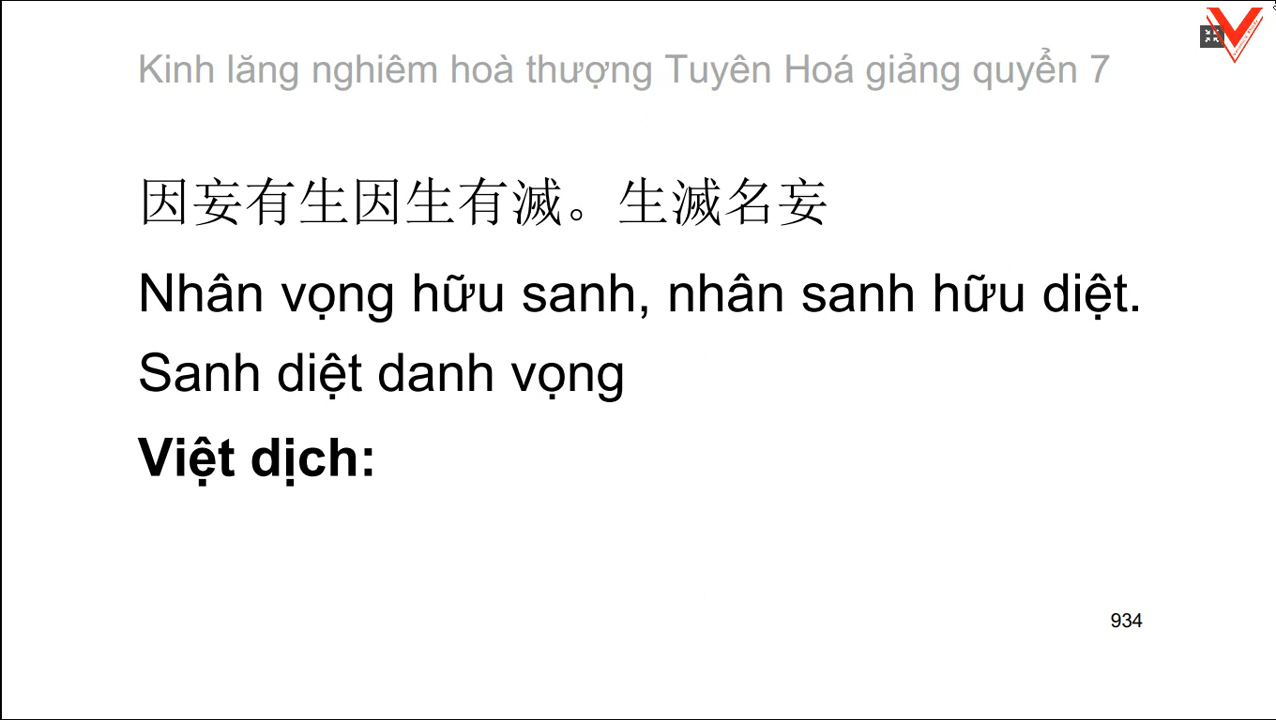 Kinh lăng nghiêm hoà thượng Tuyên Hoá giảng quyển 7
因妄有生因生有滅。生滅名妄
Nhân vọng hữu sanh, nhân sanh hữu diệt.
Sanh diệt danh vọng
Việt dịch:
934